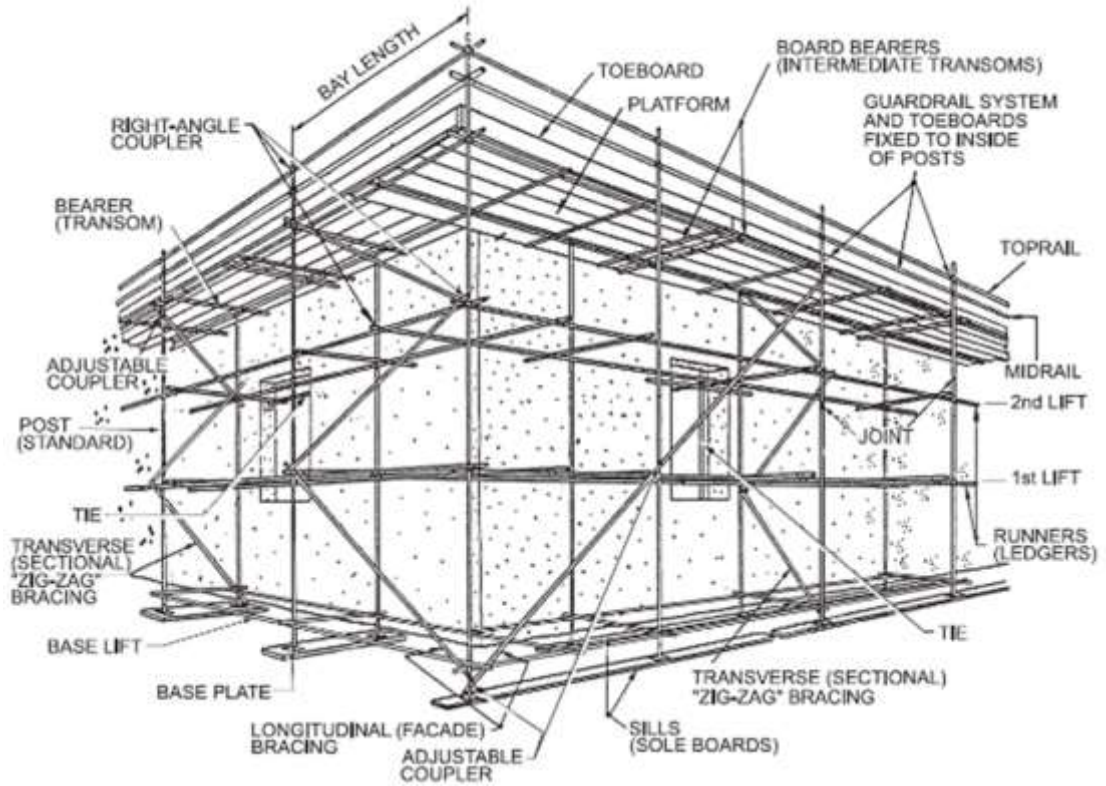 BAY LENGTH
TOEBOARD
PLATFORM
BOARD BEARERS
(INTERMEDIATE TRANSOMS)
GUARDRAIL SYSTEM
AND TOEBOARDS
FIXED TO INSIDE
OF POSTS
RIGHT-ANGLE
COUPLER
BEARER
(TRANSOM)
TOPRAIL
ADJUSTABLE
COUPLER
MIDRAIL
2nd LIFT
POST
(STANDARD)
JOINT
1st LIFT
TIE
RUNNERS
(LEDGERS)
TRANSVERSE
(SECTIONAL)
"ZIG-ZAG"
BRACING
BASE LIFT
TIE
BASE PLATE
TRANSVERSE (SECTIONAL)
"ZIG-ZAG" BRACING
LONGITUDINAL (FACADE)
BRACING
SILLS
(SOLE BOARDS)
ADJUSTABLE
COUPLER